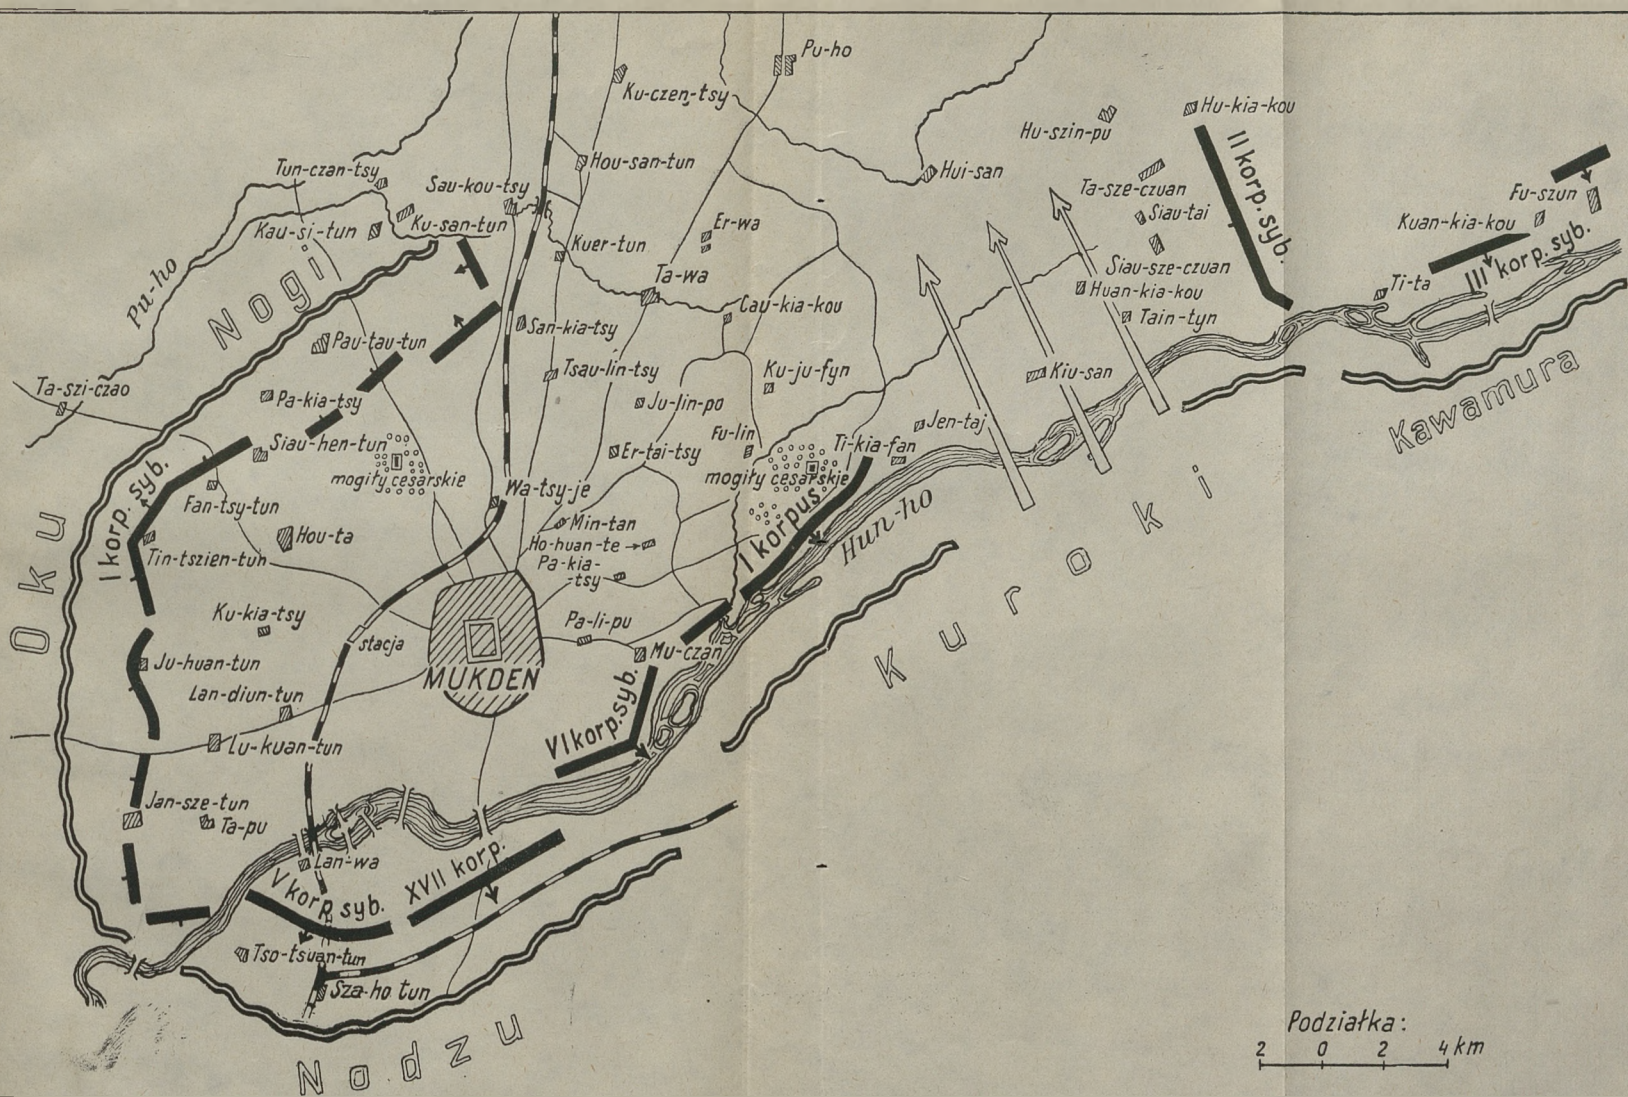 Pu-ho
Ku-czen-tsy
Hu-kia-kou
Hu-szin-pu
II korp. syb.
Hou-san-tun
Tun-czan-tsy
Sau-kou-tsy
Hui-san
Ta-sze-czuan
Fu-szun
Siau-tai
Kau-si-tun
Ku-san-tun
Er-wa
Kuan-kia-kou
Kuer-tun
III korp. syb.
Siau-sze-czuan
Pu-ho
Nogi
Ta-wa
Huan-kia-kou
Ti-ta
Cau-kia-kou
Tain-tyn
San-kia-tsy
Pau-tau-tun
Tsau-lin-tsy
Ku-ju-fyn
Kiu-san
Kawamura
Ta-szi-czao
Pa-kia-tsy
Ju-lin-po
Jen-taj
Siau-hen-tun
Fu-lin
Ti-kia-fan
Er-tai-tsy
mogiły cesarskie
mogiły cesarskie
I korp. syb.
Wa-tsy-je
Fan-tsy-tun
I korpus
Hun-ho
Kuroki
Min-tan
Oku
Hou-ta
Ho-huan-te
Tin-tszien-tun
Pa-kia-
-tsy
Ku-kia-tsy
Pa-li-pu
stacja
Mu-czan
Ju-huan-tun
MUKDEN
Lan-diun-tun
VI korp. syb.
Lu-kuan-tun
Jan-sze-tun
Ta-pu
Lan-wa
XVII korp.
V korp. syb.
Tso-tsuan-tun
Sza-ho tun
Nodzu
Podziałka:
2 0 2 4 km